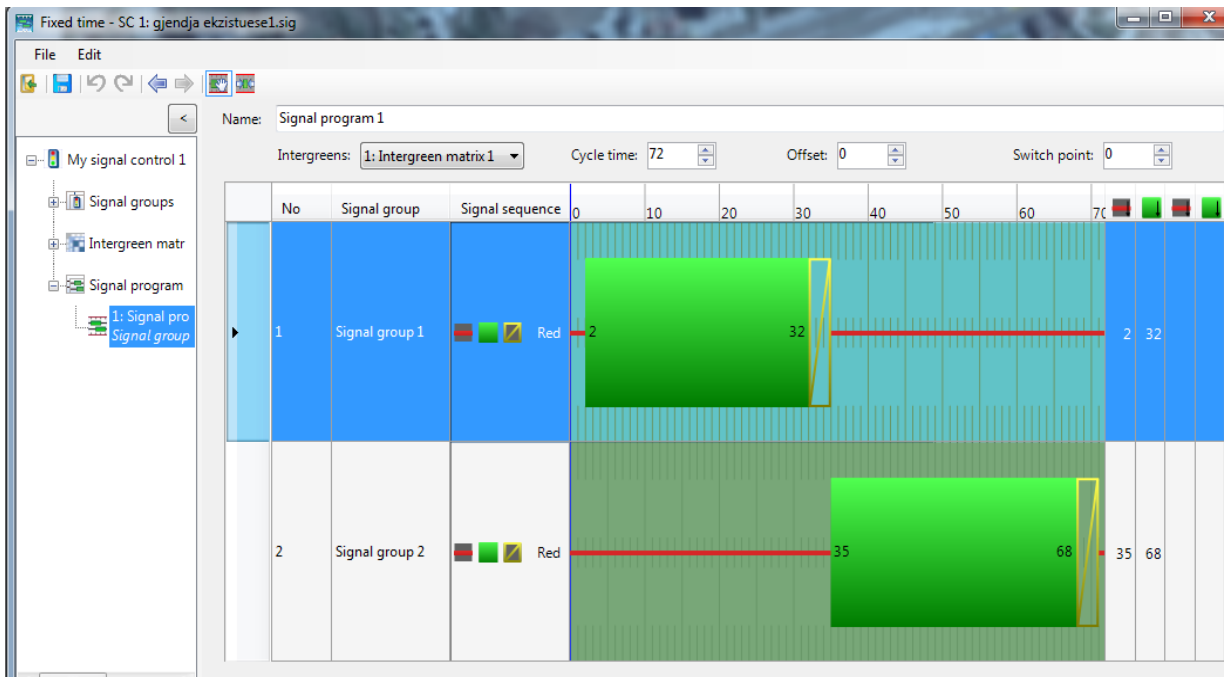 Fixed time - SC 1: gjendja ekzistuese1.sig
File Edit
<
Name: Signal program 1
My signal control 1
Intergreens: 1: Intergreen matrix 1 Cycle time: 72 Offset: 0 Switch point: 0
Signal groups
Intergreen matr
Signal program
1: Signal pro
Signal group
No Signal group Signal sequence 0 10 20 30 40 50 60 70
1 Signal group 1 Red 2 32 2 32
2 Signal group 2 Red 35 68 35 68